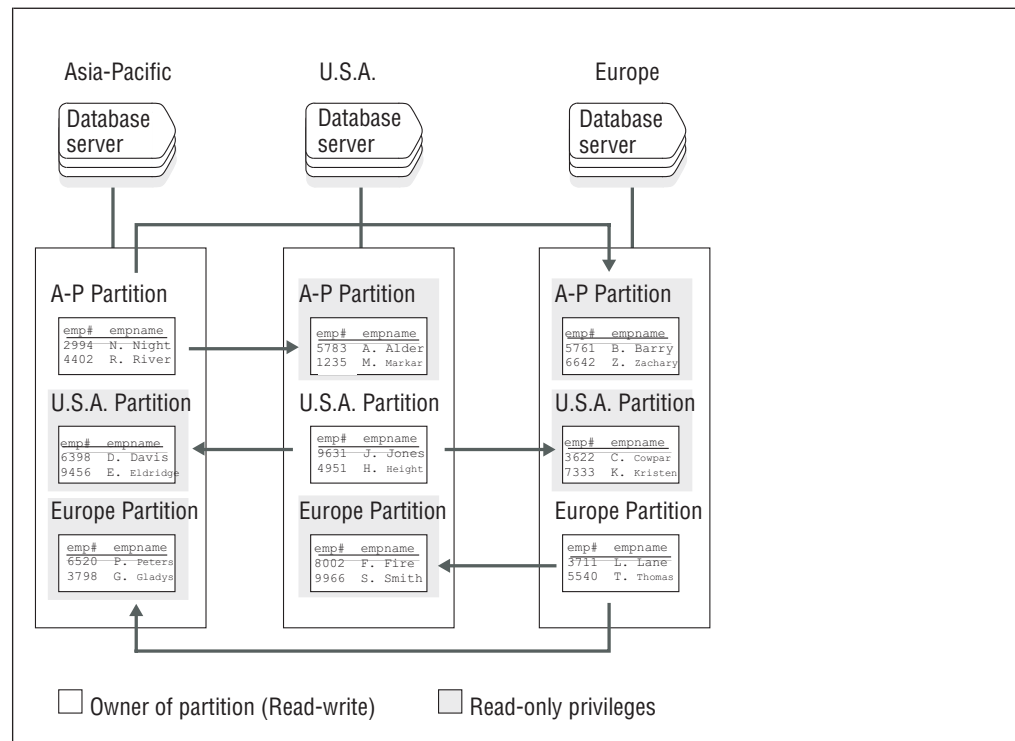 Asia-Pacific
U.S.A.
Europe
Database
server
Database
server
Database
server
A-P Partition
emp# empname
2994 N. Night
4402 R. River
A-P Partition
emp# empname
5783 A. Alder
1235 M. Markar
A-P Partition
emp# empname
5761 B. Barry
6642 Z. Zachary
U.S.A. Partition
emp# empname
6398 D. Davis
9456 E. Eldridge
U.S.A. Partition
emp# empname
9631 J. Jones
4951 H. Height
U.S.A. Partition
emp# empname
3622 C. Cowpar
7333 K. Kristen
Europe Partition
emp# empname
6520 P. Peters
3798 G. Gladys
Europe Partition
emp# empname
8002 F. Fire
9966 S. Smith
Europe Partition
emp# empname
3711 L. Lane
5540 T. Thomas
Owner of partition (Read-write)
Read-only privileges